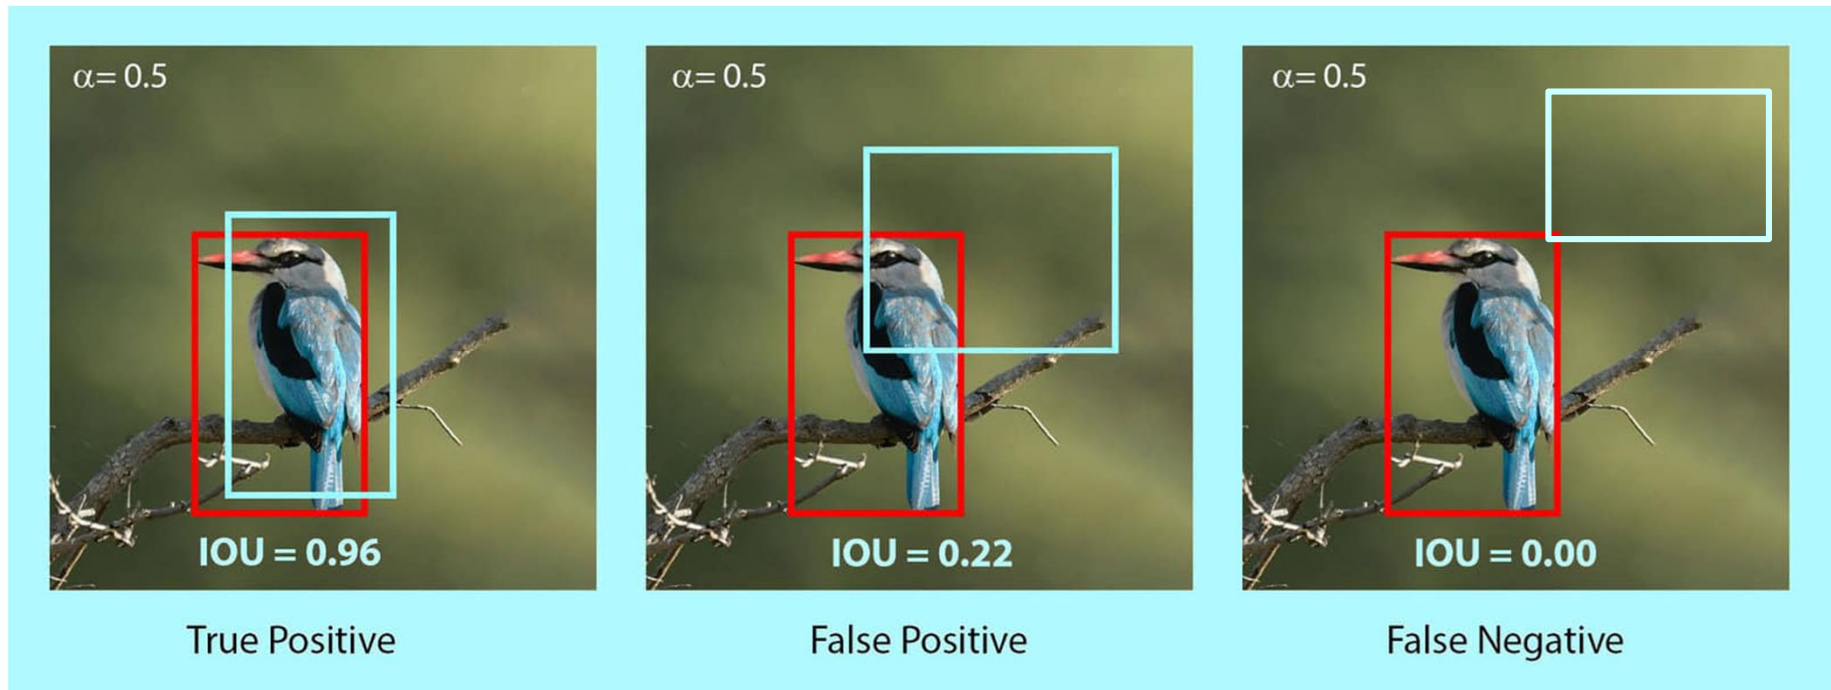 α= 0.5
α= 0.5
α= 0.5
IOU = 0.96
IOU = 0.22
IOU = 0.00
True Positive
False Positive
False Negative